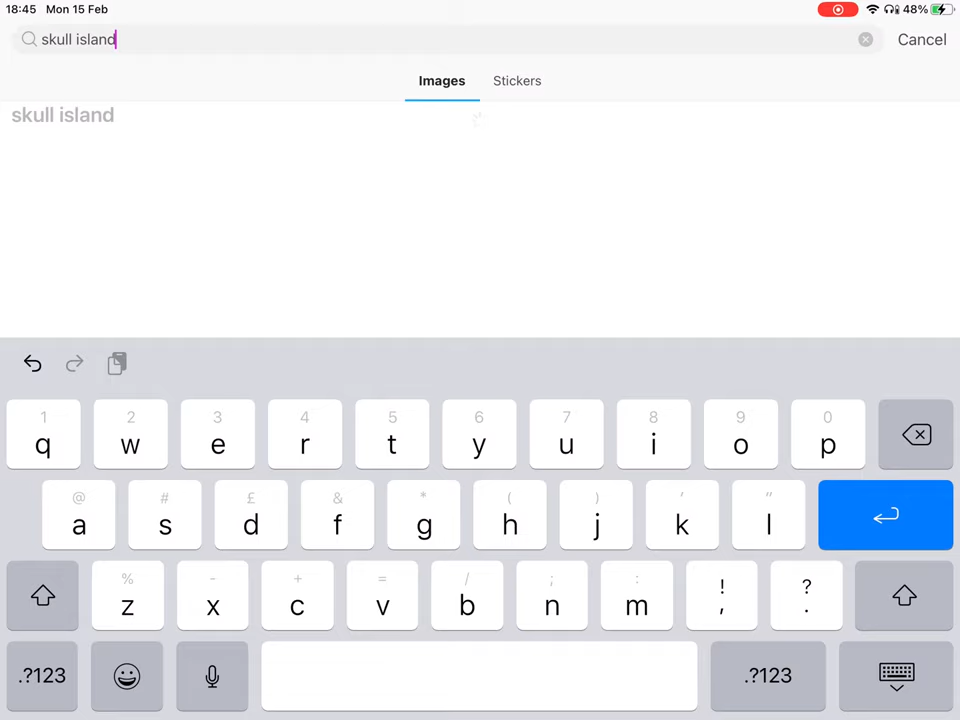 18:45 Mon 15 Feb 48%
skull island Cancel
Images Stickers
skull island
1 2 3 4 5 6 7 8 9 0
q w e r t y u i o p
@ # £ & * ( ) ' "
a s d f g h j k l
% - + = / ; : ! ?
z x c v b n m , .
.?123 .?123